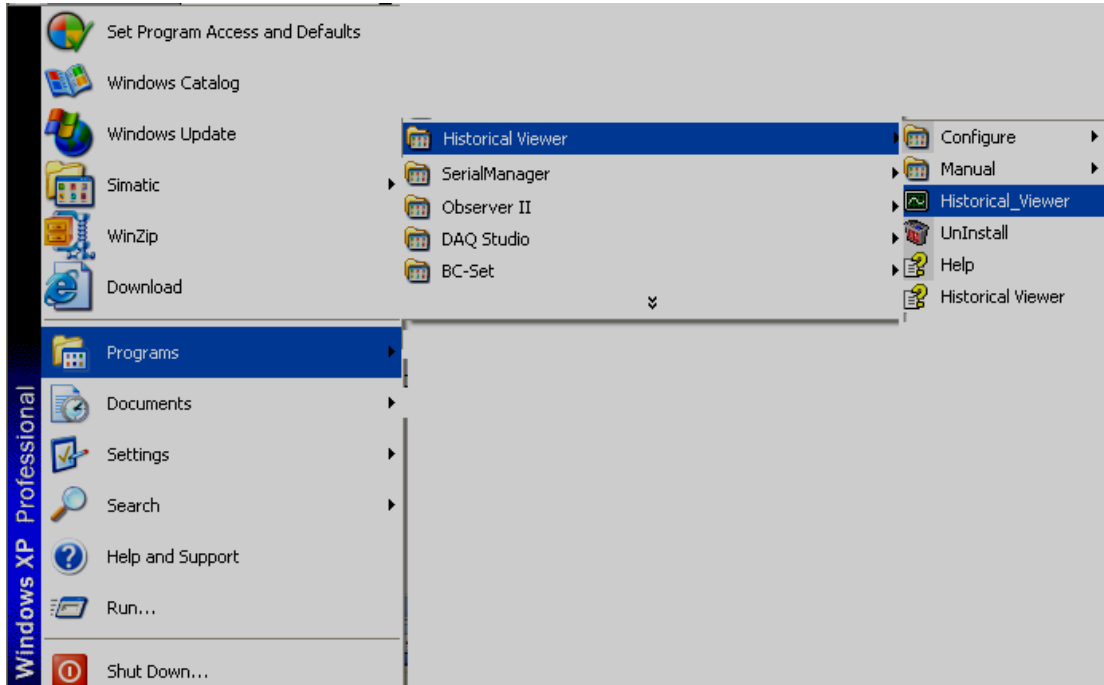 Set Program Access and Defaults
Windows Catalog
Windows Update
Simatic
WinZip
Download
Programs
Documents
Settings
Search
Help and Support
Run...
Shut Down...
Windows XP Professional
Historical Viewer
SerialManager
Observer II
DAQ Studio
BC-Set
Configure
Manual
Historical_Viewer
UnInstall
Help
Historical Viewer